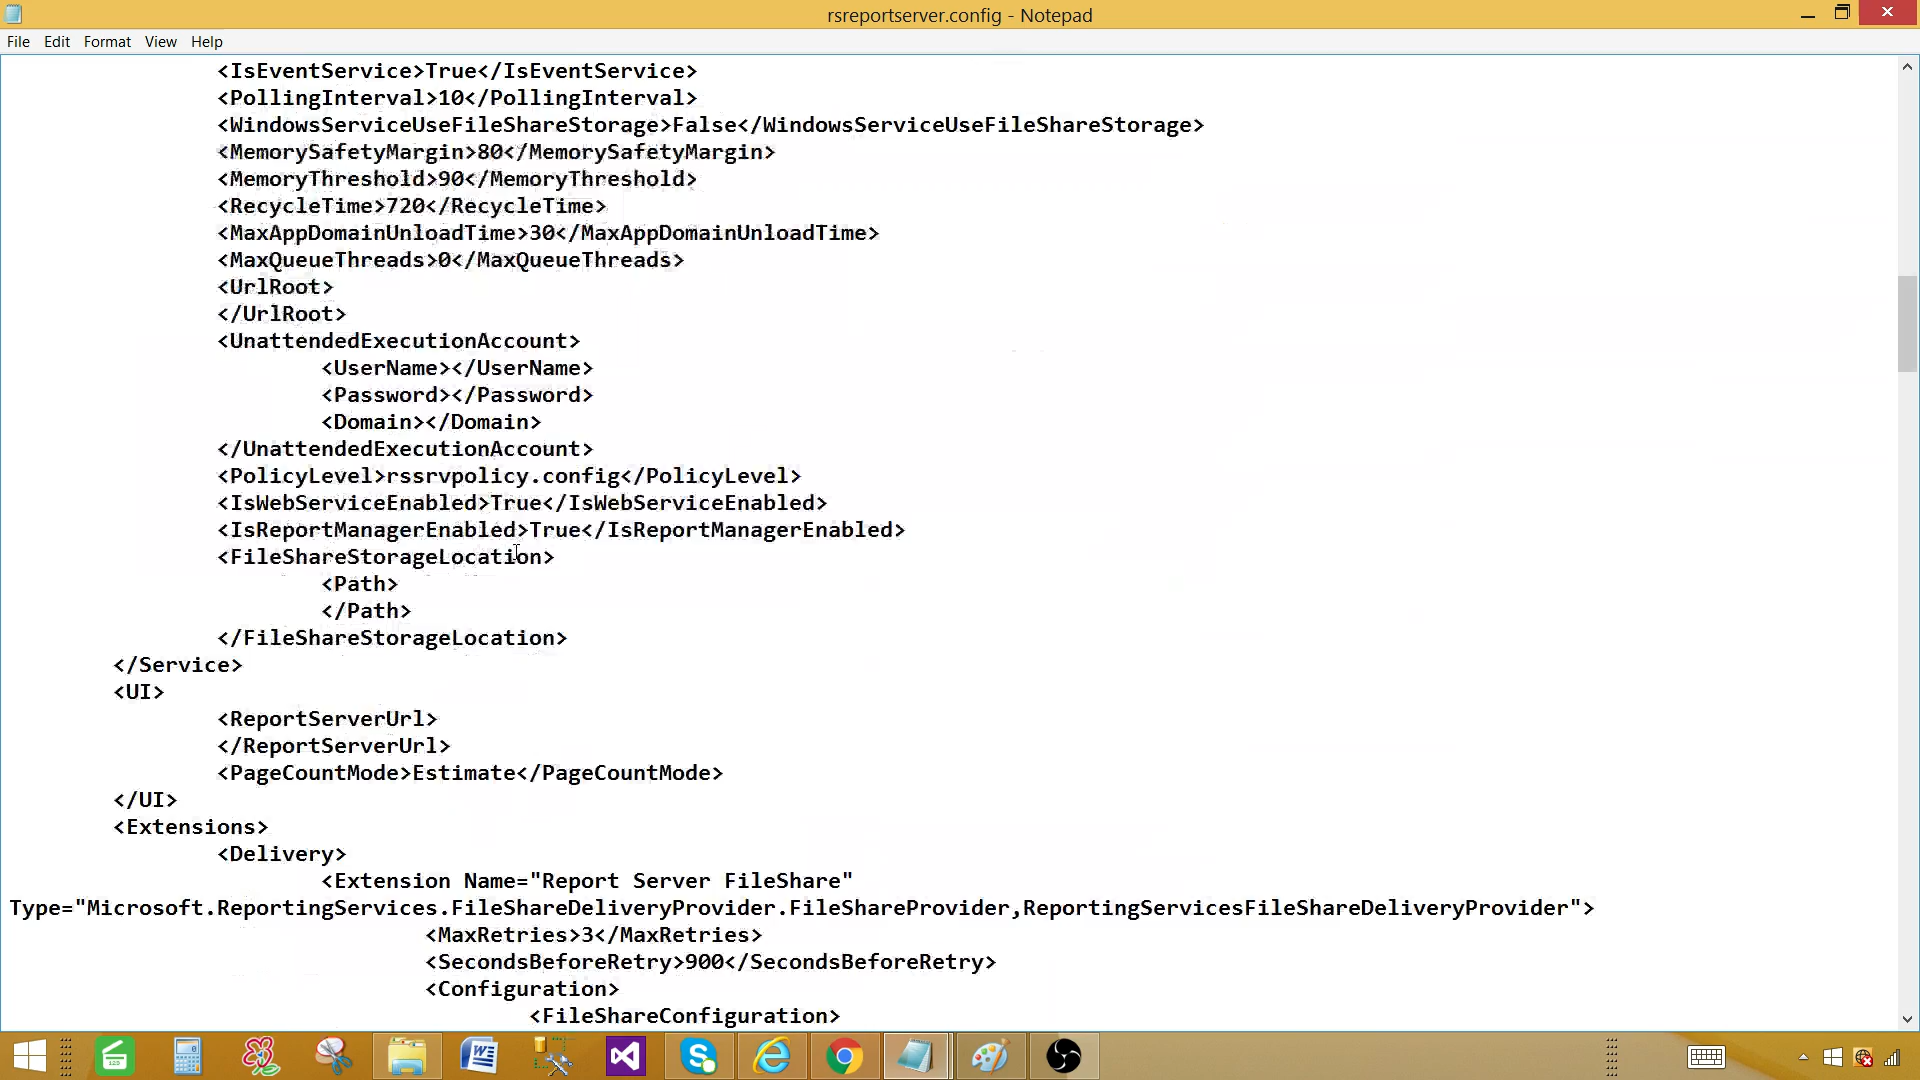 rsreportserver.config - Notepad
File Edit Format View Help
<IsEventService>True</IsEventService>
<PollingInterval>10</PollingInterval>
<WindowsServiceUseFileShareStorage>False</WindowsServiceUseFileShareStorage>
<MemorySafetyMargin>80</MemorySafetyMargin>
<MemoryThreshold>90</MemoryThreshold>
<RecycleTime>720</RecycleTime>
<MaxAppDomainUnloadTime>30</MaxAppDomainUnloadTime>
<MaxQueueThreads>0</MaxQueueThreads>
<UrlRoot>
</UrlRoot>
<UnattendedExecutionAccount>
<UserName></UserName>
<Password></Password>
<Domain></Domain>
</UnattendedExecutionAccount>
<PolicyLevel>rssrvpolicy.config</PolicyLevel>
<IsWebServiceEnabled>True</IsWebServiceEnabled>
<IsReportManagerEnabled>True</IsReportManagerEnabled>
<FileShareStorageLocation>
<Path>
</Path>
</FileShareStorageLocation>
</Service>
<UI>
<ReportServerUrl>
</ReportServerUrl>
<PageCountMode>Estimate</PageCountMode>
</UI>
<Extensions>
<Delivery>
<Extension Name="Report Server FileShare"
Type="Microsoft.ReportingServices.FileShareDeliveryProvider.FileShareProvider,ReportingServicesFileShareDeliveryProvider">
<MaxRetries>3</MaxRetries>
<SecondsBeforeRetry>900</SecondsBeforeRetry>
<Configuration>
<FileShareConfiguration>